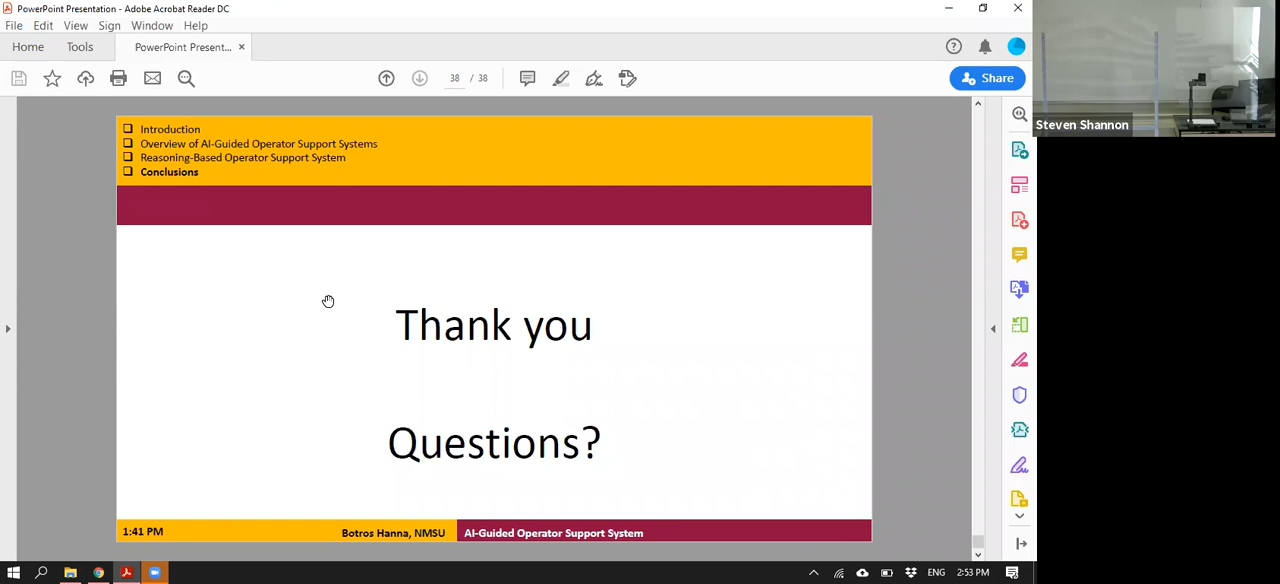 PowerPoint Presentation - Adobe Acrobat Reader DC
File Edit View Sign Window Help
Home Tools PowerPoint Present... ×
38 / 38
Share
Steven Shannon
Introduction
Overview of AI-Guided Operator Support Systems
Reasoning-Based Operator Support System
Conclusions
Thank you
Questions?
1:41 PM Botros Hanna, NMSU AI-Guided Operator Support System
ENG 2:53 PM